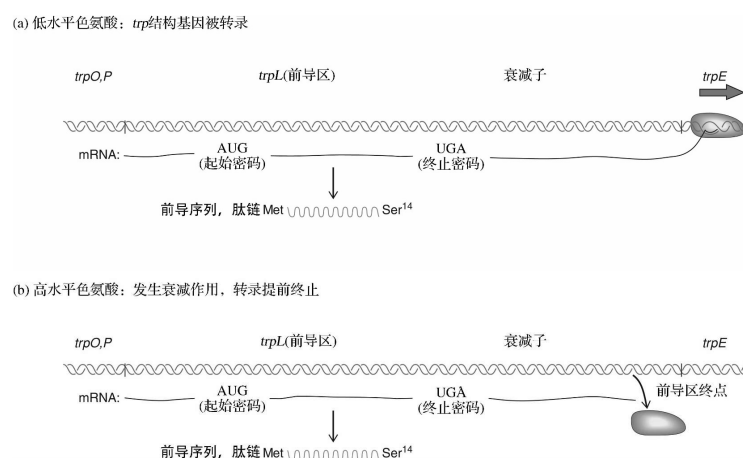 (a) 低水平色氨酸：trp结构基因被转录
trpO,P trpL(前导区) 衰减子 trpE
mRNA: AUG UGA
(起始密码) (终止密码)
前导序列，肽链 Met Ser14
(b) 高水平色氨酸：发生衰减作用，转录提前终止
trpO,P trpL(前导区) 衰减子 trpE
mRNA: AUG UGA 前导区终点
(起始密码) (终止密码)
前导序列，肽链 Met Ser14